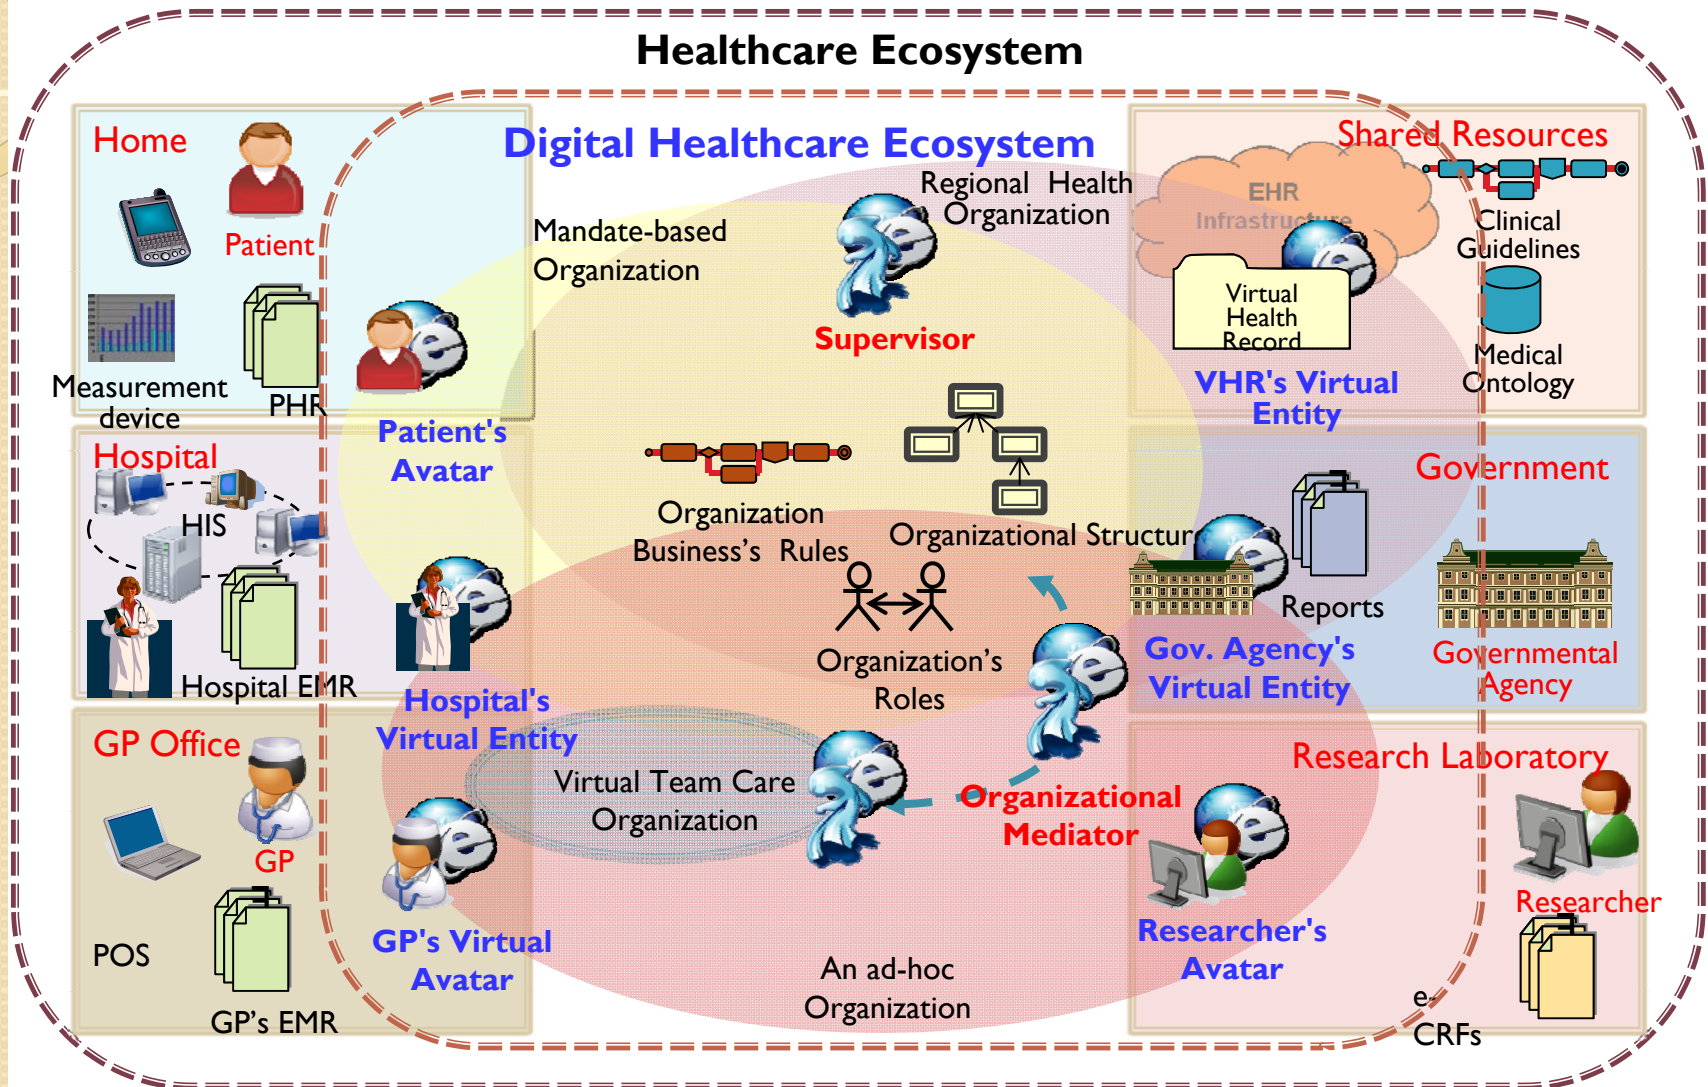 Healthcare Ecosystem
Digital Healthcare Ecosystem
Home
Patient
Measurement
device
PHR
Patient's
Avatar
Mandate-based
Organization
Regional Health
Organization
Supervisor
Shared Resources
EHR
Infrastructure
Clinical
Guidelines
Virtual
Health
Record
Medical
Ontology
VHR's Virtual
Entity
Hospital
HIS
Hospital EMR
Hospital's
Virtual Entity
Organization
Business's Rules
Organizational Structur
Organization's
Roles
Government
Reports
Gov. Agency's
Virtual Entity
Governmental
Agency
GP Office
GP
POS
GP's EMR
GP's Virtual
Avatar
Virtual Team Care
Organization
Organizational
Mediator
An ad-hoc
Organization
Research Laboratory
Researcher
Researcher's
Avatar
e-
CRFs